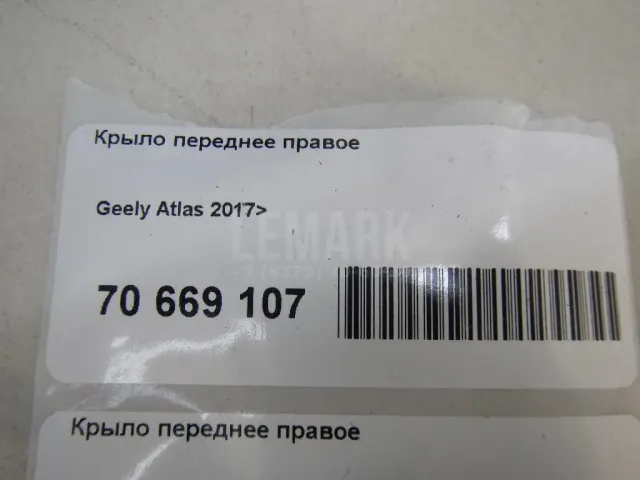 Крыло переднее правое
Geely Atlas 2017>
LEMARK
70 669 107
Крыло переднее правое